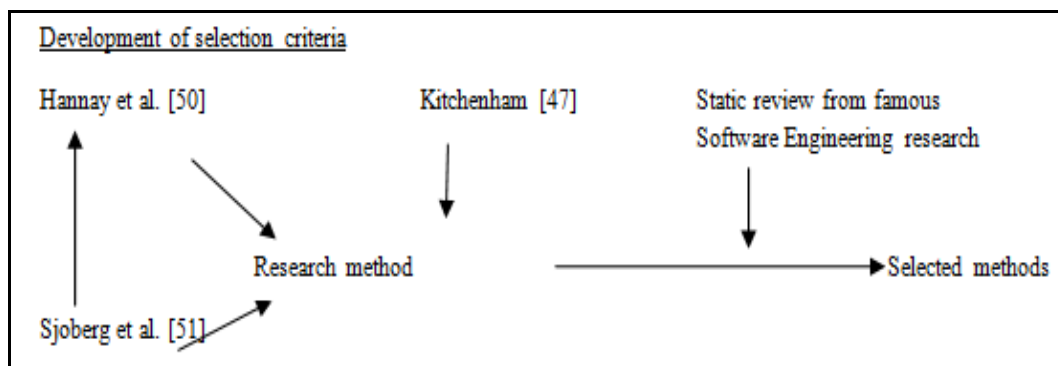 Development of selection criteria
Hannay et al. [50]
Kitchenham [47]
Static review from famous
Software Engineering research
Research method
Selected methods
Sjoberg et al. [51]